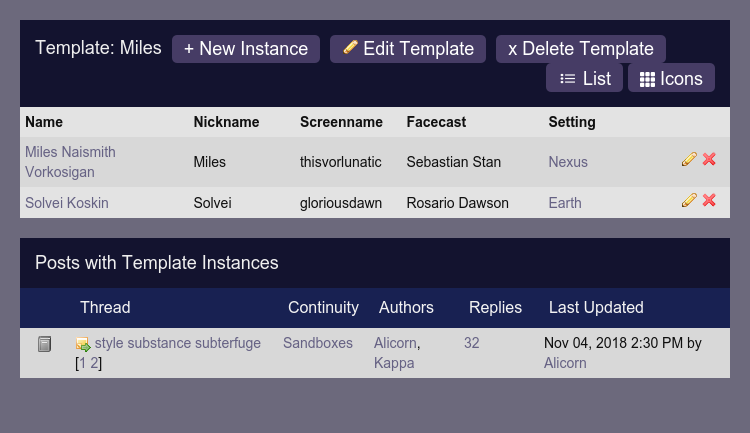 Template: Miles + New Instance Edit Template x Delete Template
List Icons
Name Nickname Screenname Facecast Setting
Miles Naismith Vorkosigan Miles thisvorlunatic Sebastian Stan Nexus
Solvei Koskin Solvei gloriousdawn Rosario Dawson Earth
Posts with Template Instances
Thread Continuity Authors Replies Last Updated
style substance subterfuge Sandboxes Alicorn, 32 Nov 04, 2018 2:30 PM by
[1 2] Kappa Alicorn